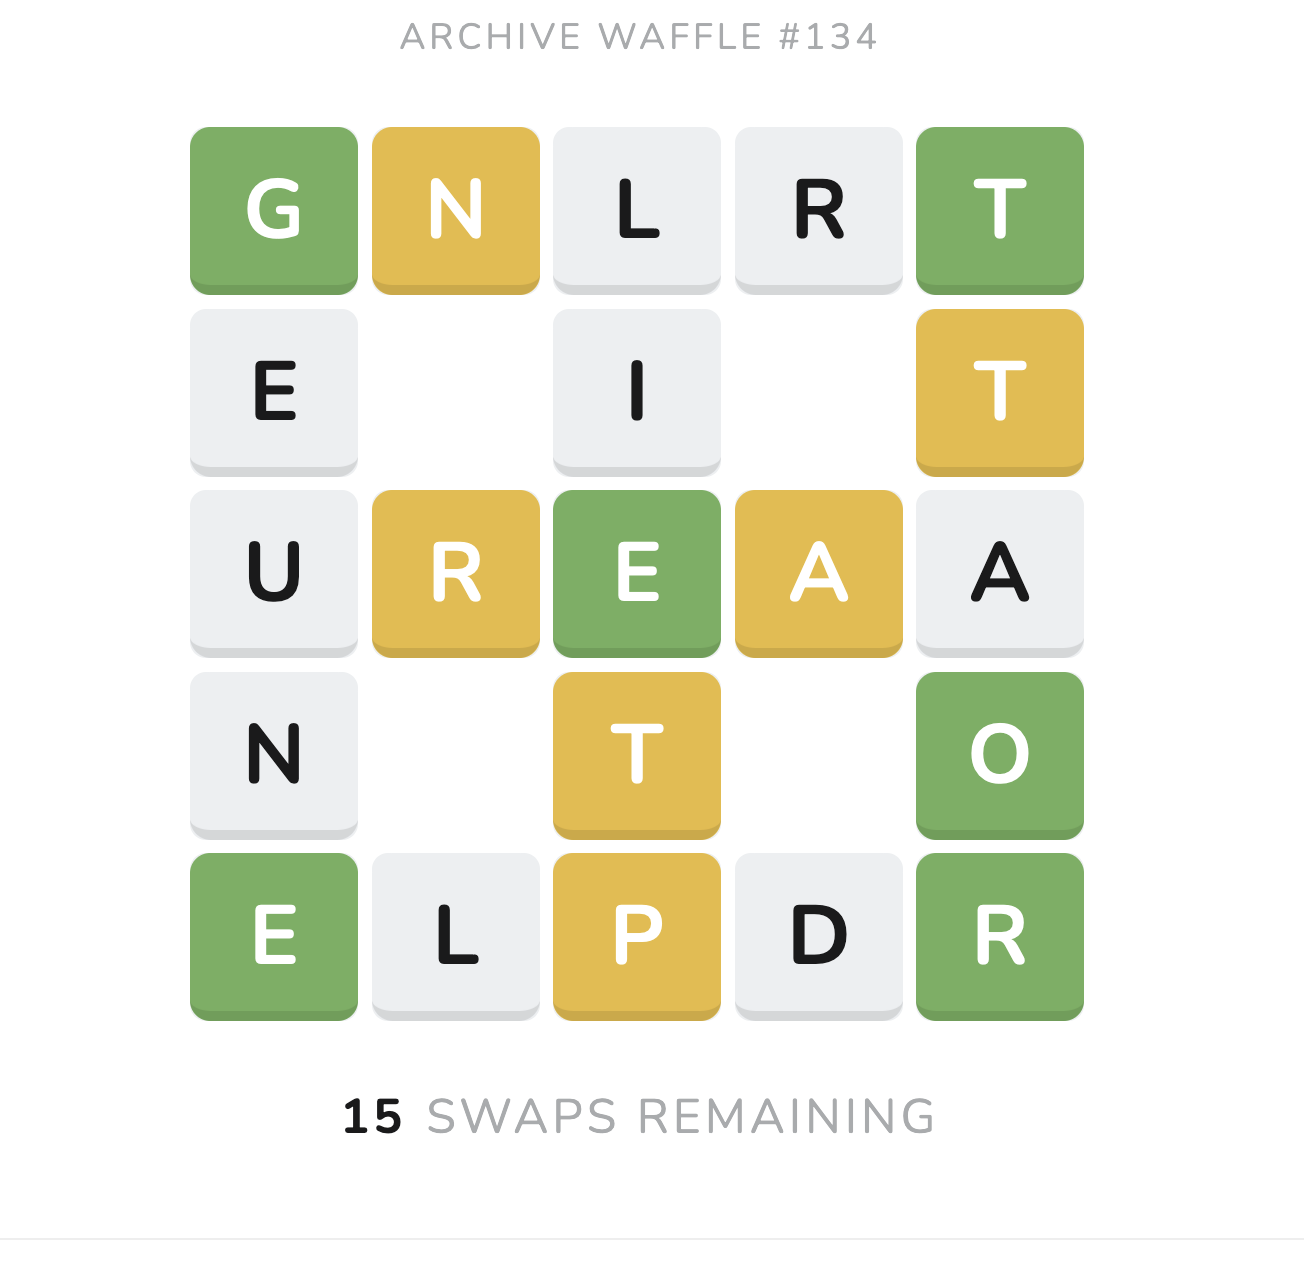 ARCHIVE WAFFLE #134
G N L R T
E I T
U R E A A
N T O
E L P D R
15 SWAPS REMAINING